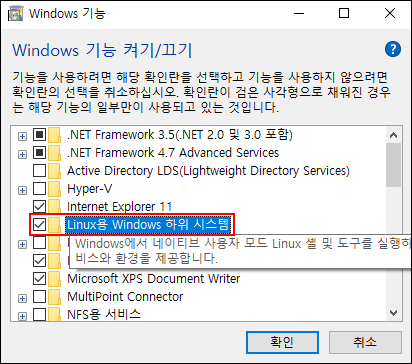 Windows 기능
Windows 기능 켜기/끄기
기능을 사용하려면 해당 확인란을 선택하고 기능을 사용하지 않으려면
확인란의 선택을 취소하십시오. 확인란이 검은 사각형으로 채워진 경우
는 해당 기능의 일부만이 사용되고 있는 것입니다.
.NET Framework 3.5(.NET 2.0 및 3.0 포함)
.NET Framework 4.7 Advanced Services
Active Directory LDS(Lightweight Directory Services)
Hyper-V
Internet Explorer 11
Linux용 Windows 하위 시스템
Windows에서 네이티브 사용자 모드 Linux 셸 및 도구를 실행하
비스와 환경을 제공합니다.
Microsoft XPS Document Writer
MultiPoint Connector
NFS용 서비스
확인
취소